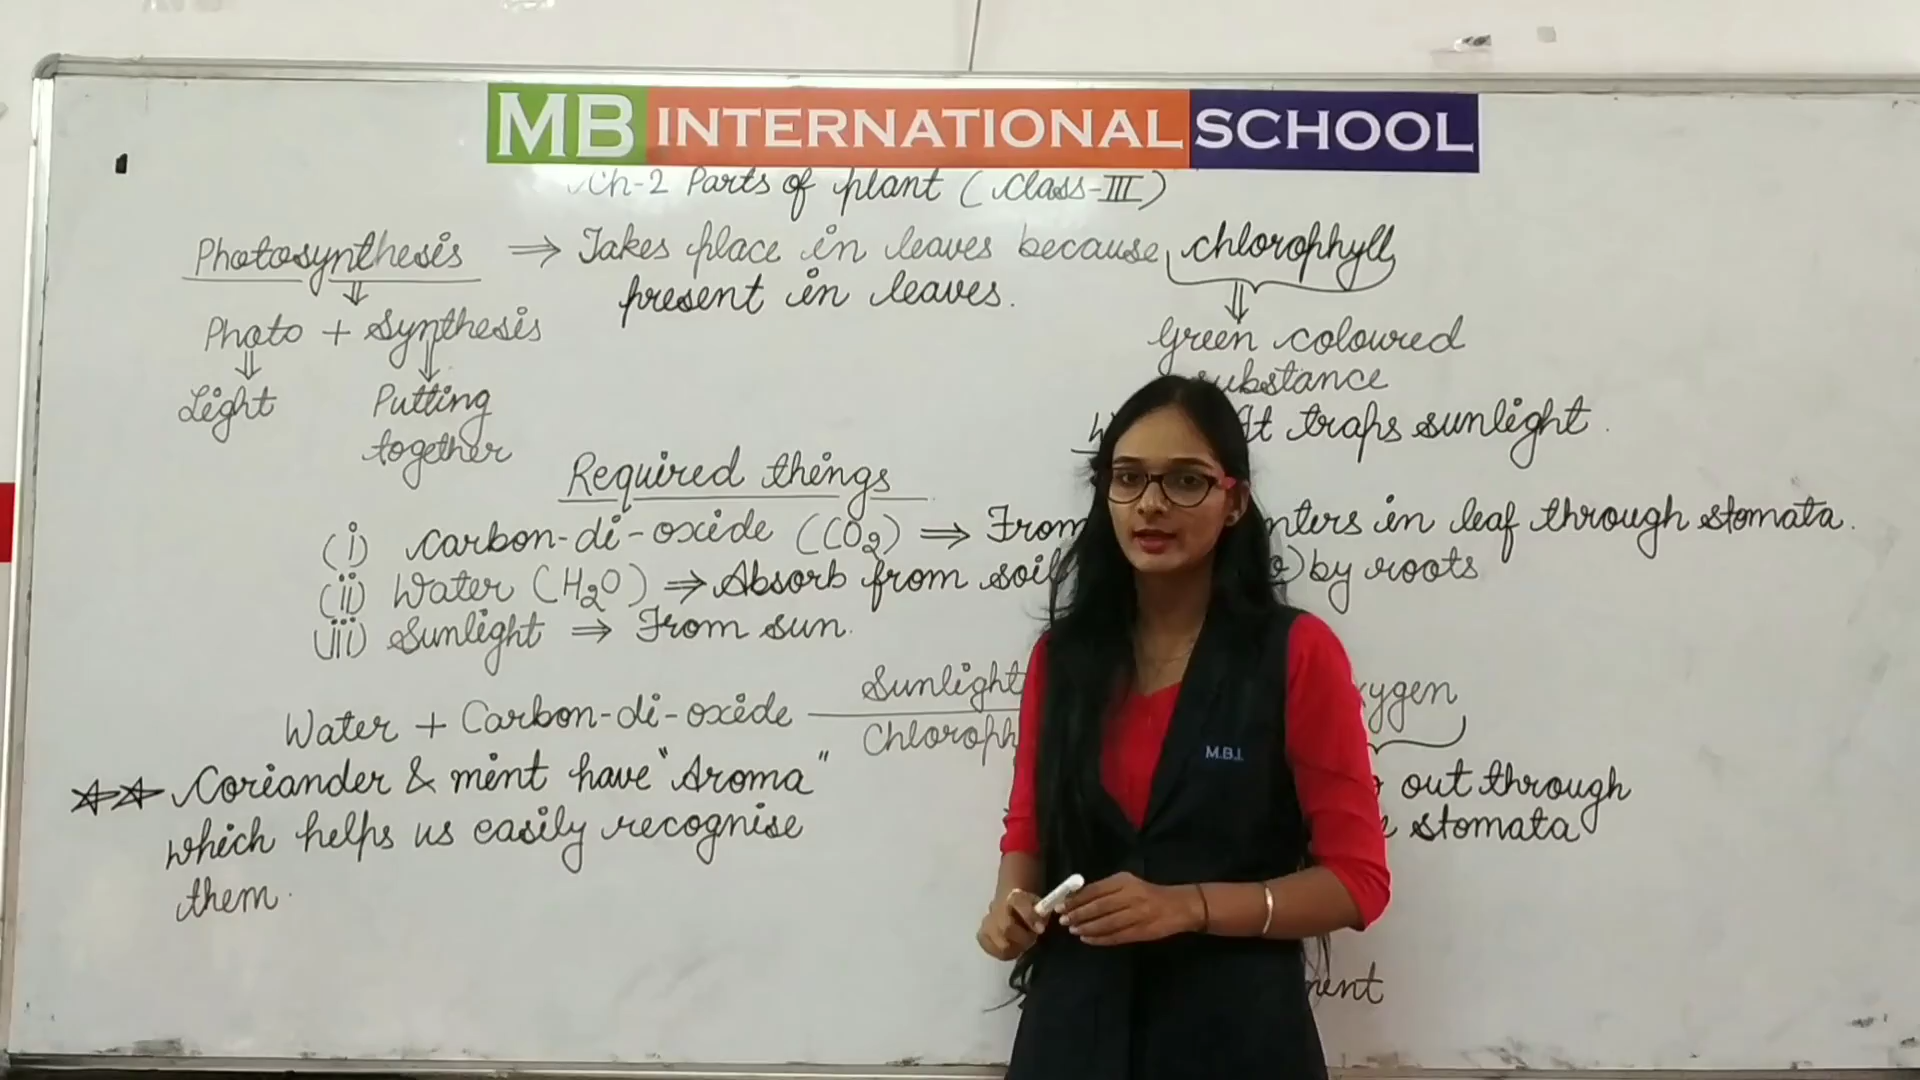 MB INTERNATIONAL SCHOOL
Ch-2 Parts of plant (Class-III)
Photosynthesis ⇒ Takes place in leaves because chlorophyll
present in leaves.
Photo + Synthesis
Green coloured
substance
Light
Putting
together
It traps sunlight.
Required things
(i) Carbon-di-oxide (CO2) ⇒ From in leaf through stomata.
(ii) Water (H2O) ⇒ Absorb from soil by roots
(iii) Sunlight ⇒ From sun.
Sunlight
Water + Carbon-di-oxide
Coriander & mint have "Aroma"
which helps us easily recognise
them.
out through
stomata
M.B.I.